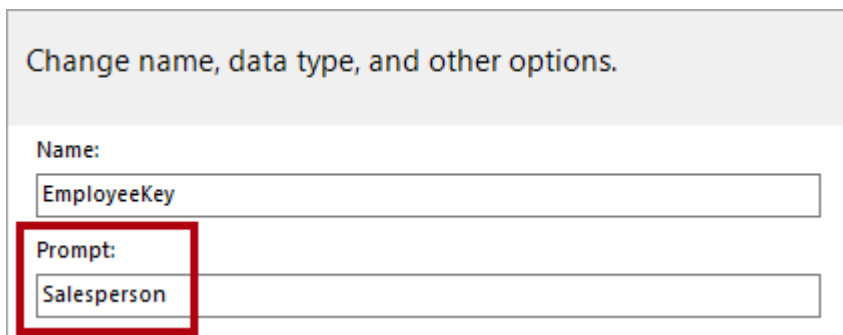 Change name, data type, and other options.
Name:
EmployeeKey
Prompt:
Salesperson